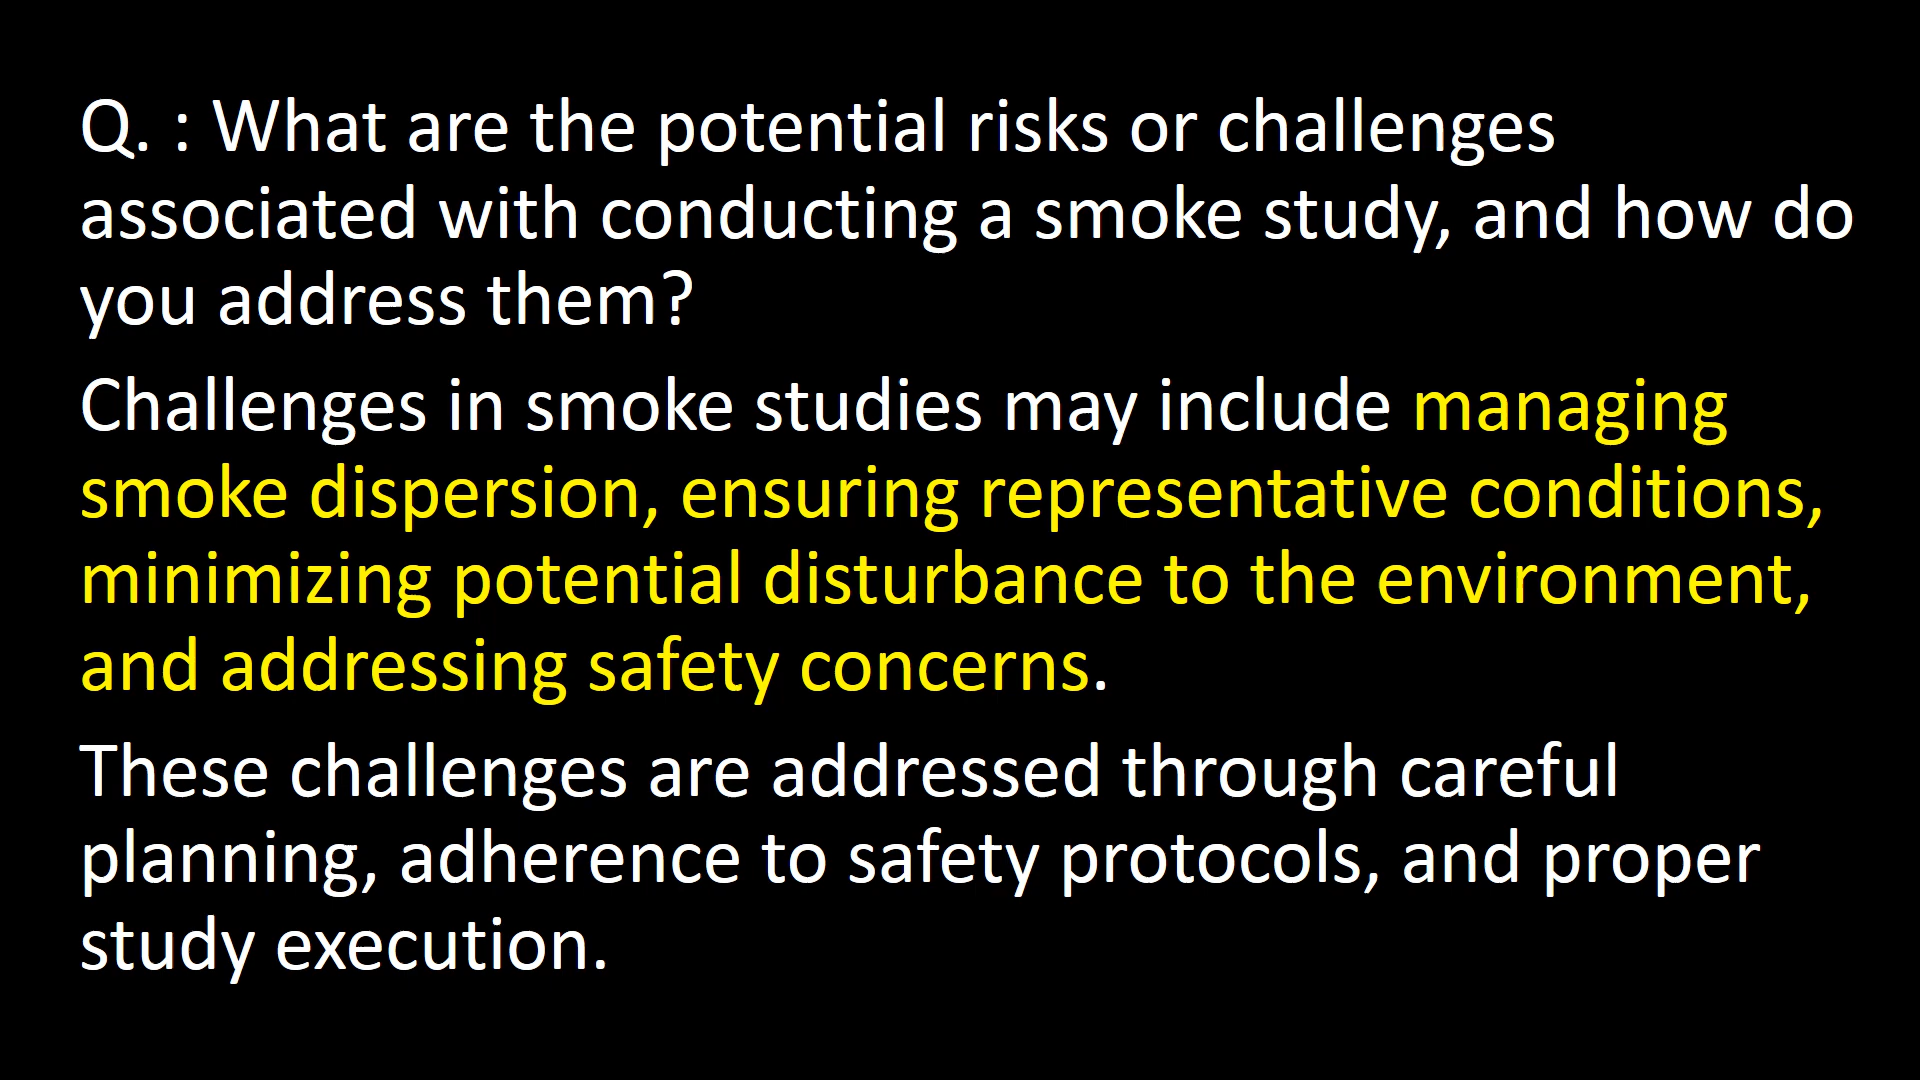 Q. : What are the potential risks or challenges
associated with conducting a smoke study, and how do
you address them?
Challenges in smoke studies may include managing
smoke dispersion, ensuring representative conditions,
minimizing potential disturbance to the environment,
and addressing safety concerns.
These challenges are addressed through careful
planning, adherence to safety protocols, and proper
study execution.